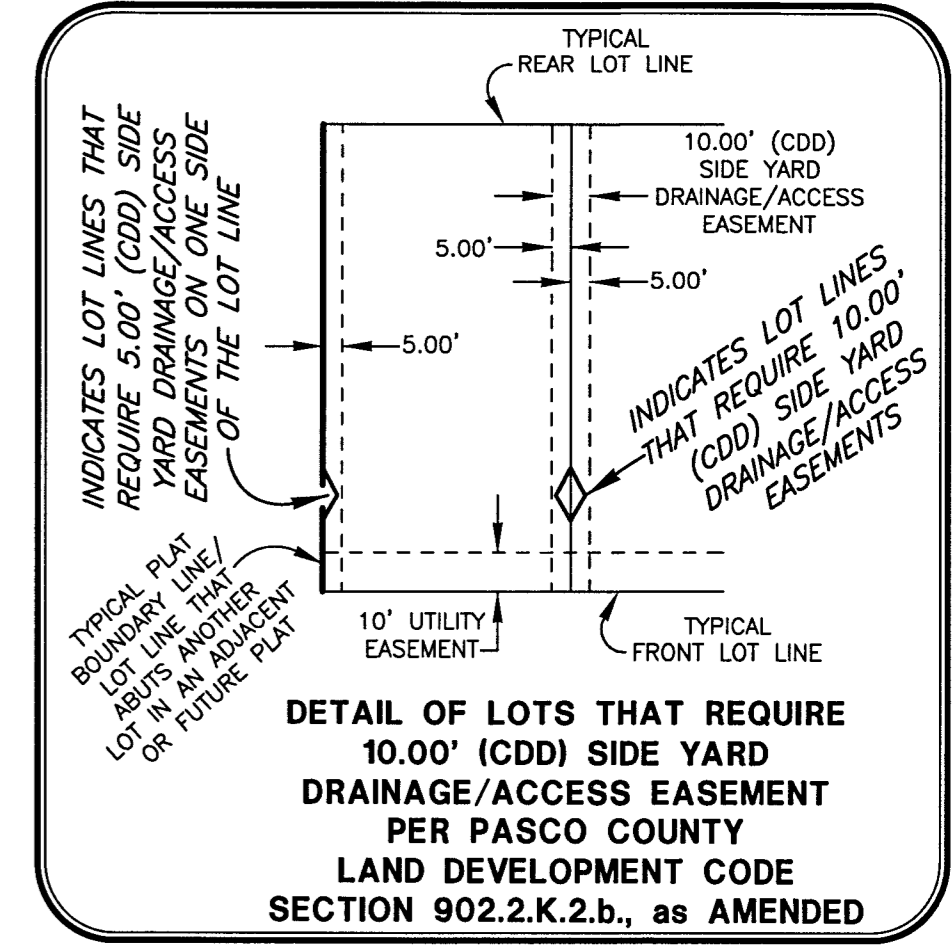 TYPICAL
REAR LOT LINE
INDICATES LOT LINES THAT
REQUIRE 5.00' (CDD) SIDE
YARD DRAINAGE/ACCESS
EASEMENTS ON ONE SIDE
OF THE LOT LINE
10.00' (CDD)
SIDE YARD
DRAINAGE/ACCESS
EASEMENT
5.00'
5.00'
5.00'
INDICATES LOT LINES
THAT REQUIRE 10.00'
(CDD) SIDE YARD
DRAINAGE/ACCESS
EASEMENTS
TYPICAL PLAT
BOUNDARY LINE/
LOT LINE THAT
ABUTS ANOTHER
LOT IN AN ADJACENT
OR FUTURE PLAT
10' UTILITY
EASEMENT
TYPICAL
FRONT LOT LINE
DETAIL OF LOTS THAT REQUIRE
10.00' (CDD) SIDE YARD
DRAINAGE/ACCESS EASEMENT
PER PASCO COUNTY
LAND DEVELOPMENT CODE
SECTION 902.2.K.2.b., as AMENDED